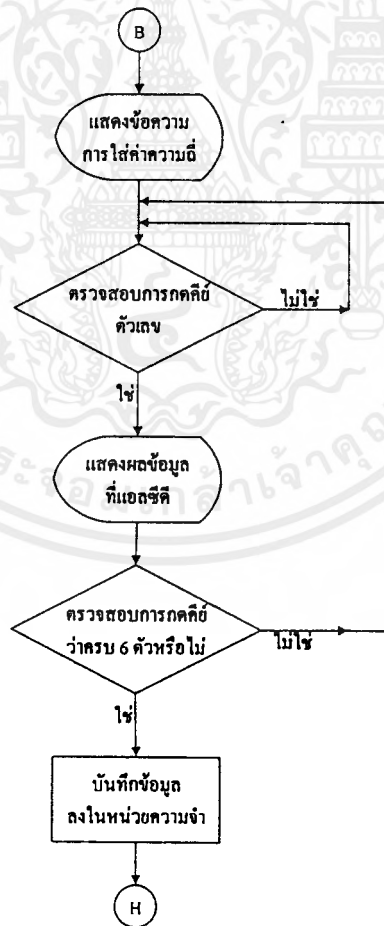 B
แสดงข้อความ
การใส่ค่าความถี่
ตรวจสอบการกดคีย์
ตัวเลข
ไม่ใช่
ใช่
แสดงผลข้อมูล
ที่แอลซีดี
ตรวจสอบการกดคีย์
ว่าครบ 6 ตัวหรือไม่
ไม่ใช่
ใช่
บันทึกข้อมูล
ลงในหน่วยความจำ
H